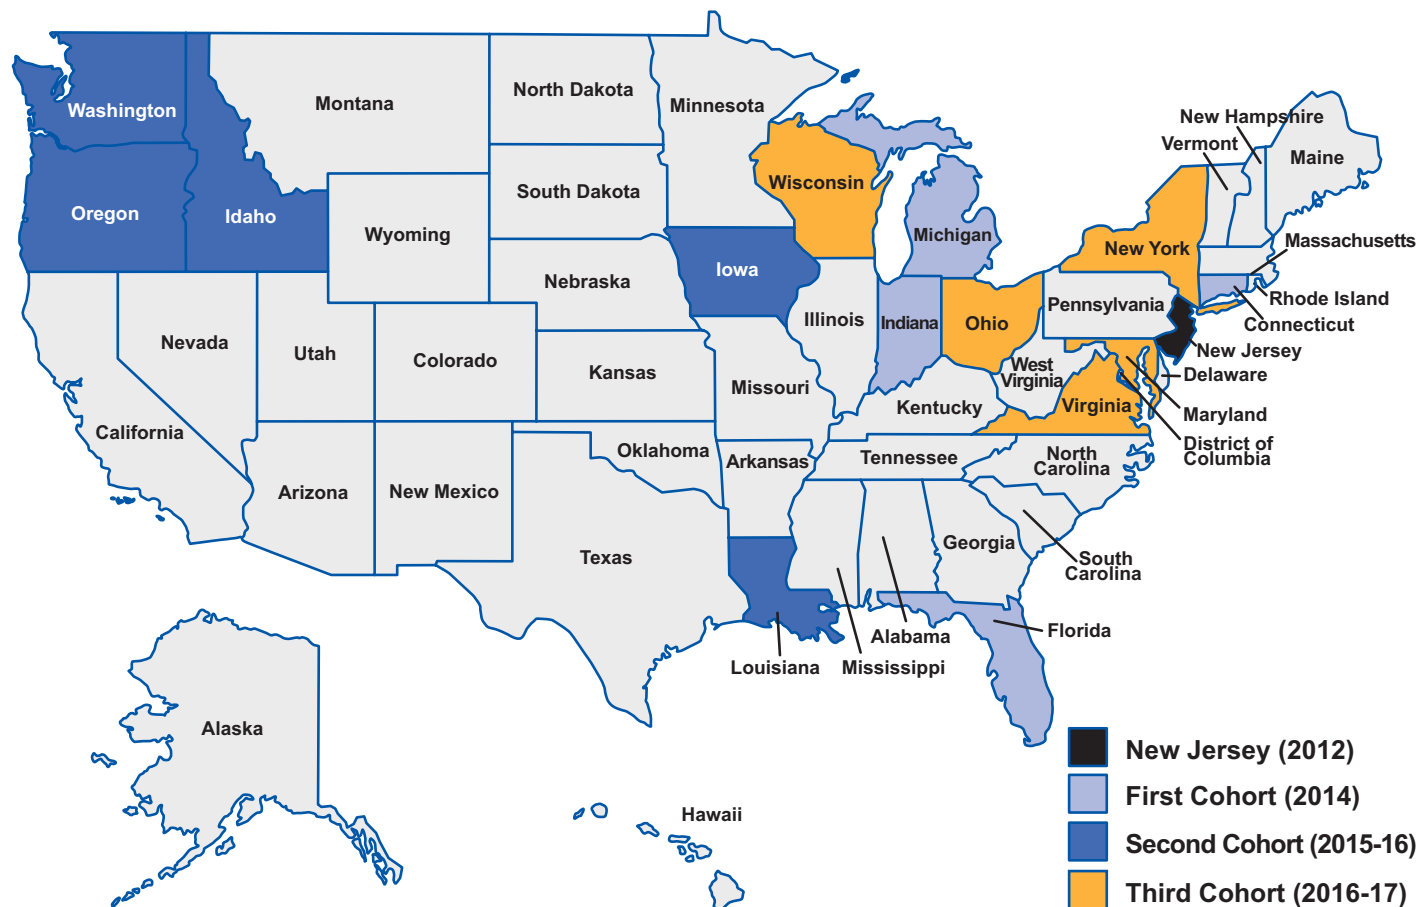 Washington
Montana
North Dakota
Minnesota
New Hampshire
Vermont
Maine
Oregon
Idaho
South Dakota
Wisconsin
Wyoming
Michigan
New York
Massachusetts
Iowa
Nebraska
Pennsylvania
Rhode Island
Illinois
Indiana
Ohio
Connecticut
Nevada
Utah
Colorado
New Jersey
Kansas
Missouri
West
Virginia
Delaware
Kentucky
Virginia
Maryland
California
Oklahoma
Arkansas
Tennessee
North
Carolina
District of
Columbia
Arizona
New Mexico
Texas
Georgia
South
Carolina
Alabama
Florida
Louisiana
Mississippi
Alaska
Hawaii
New Jersey (2012)
First Cohort (2014)
Second Cohort (2015-16)
Third Cohort (2016-17)